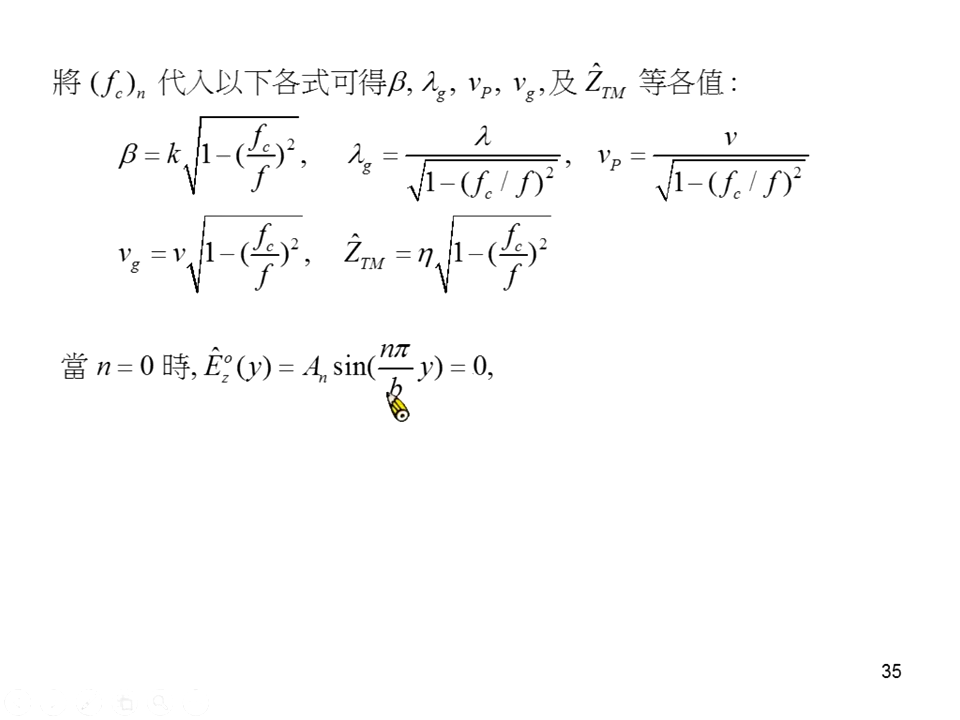 將 (f_c)_n 代入以下各式可得β, λ_g, v_P, v_g,及 Ẑ_TM 等各值 :
β = k√(1−(f_c/f)²), λ_g = λ/√(1−(f_c / f)²), v_P = v/√(1−(f_c / f)²)
v_g = v√(1−(f_c/f)²), Ẑ_TM = η√(1−(f_c/f)²)
當 n = 0 時, Ê_z^o(y) = A_n sin(nπ/b y) = 0,
35